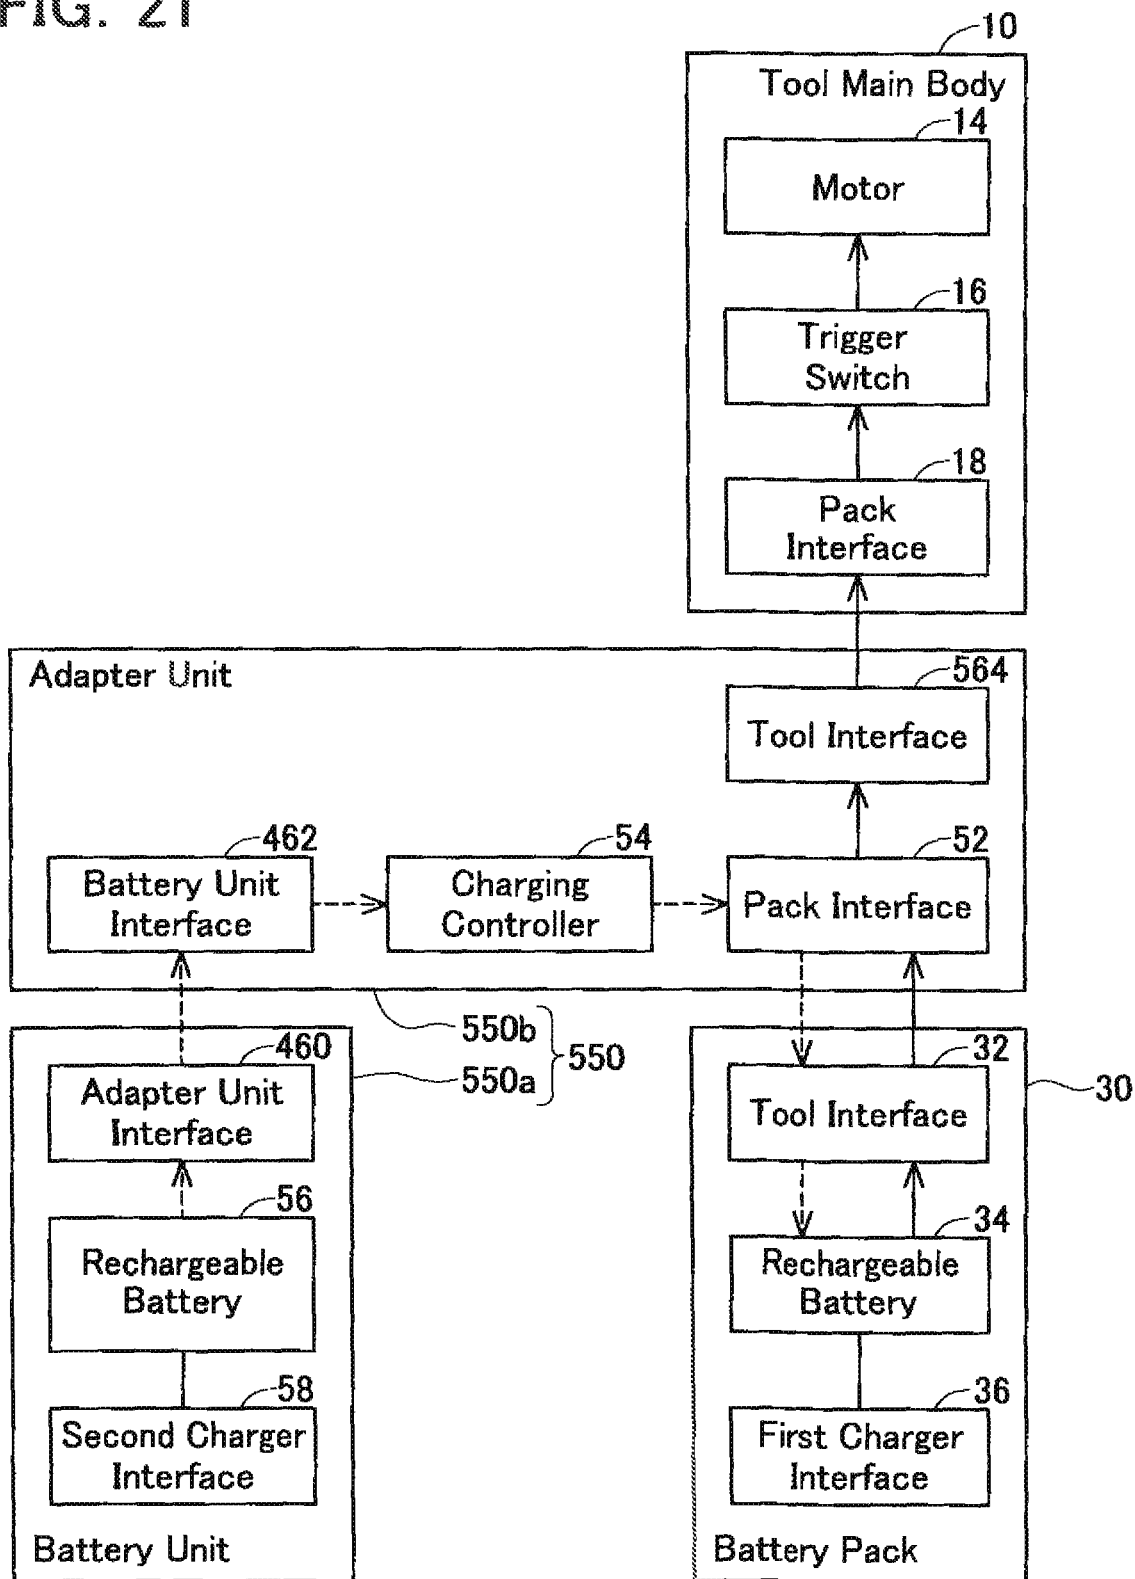 FIG. 21
10
Tool Main Body
14
Motor
16
Trigger
Switch
18
Pack
Interface
Adapter Unit
564
Tool Interface
462
Battery Unit
Interface
54
Charging
Controller
52
Pack Interface
550b
550a
550
460
Adapter Unit
Interface
32
Tool Interface
30
56
Rechargeable
Battery
34
Rechargeable
Battery
58
Second Charger
Interface
36
First Charger
Interface
Battery Unit
Battery Pack